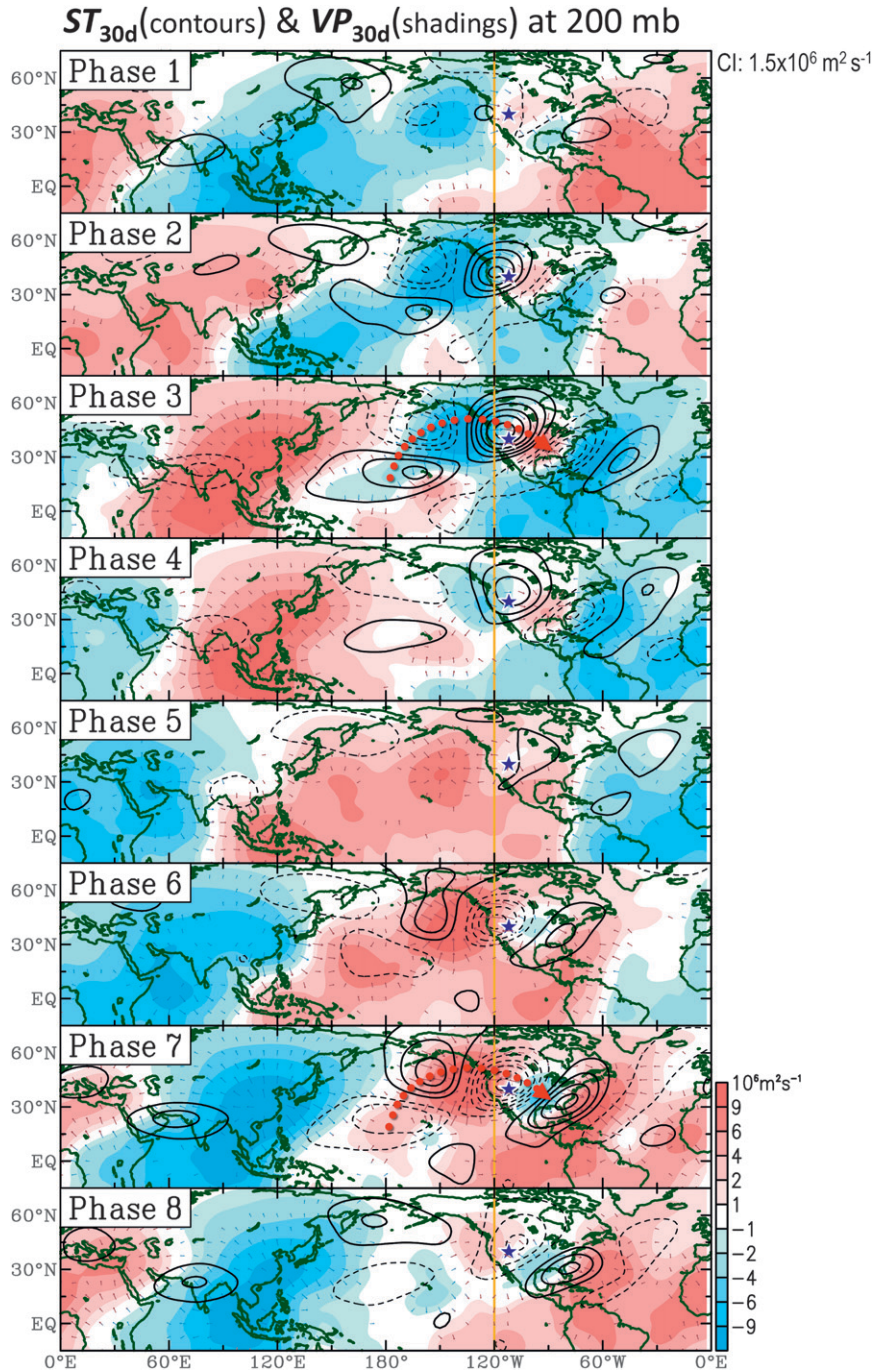 ST30d(contours) & VP30d(shadings) at 200 mb
CI: 1.5x10⁶ m² s⁻¹
Phase 1
60°N
30°N
EQ
Phase 2
60°N
30°N
EQ
Phase 3
60°N
30°N
EQ
Phase 4
60°N
30°N
EQ
Phase 5
60°N
30°N
EQ
Phase 6
60°N
30°N
EQ
Phase 7
60°N
30°N
EQ
Phase 8
60°N
30°N
EQ
0°E 60°E 120°E 180° 120°W 60°W 0°E
10⁶m²s⁻¹
9
6
4
2
1
−1
−2
−4
−6
−9